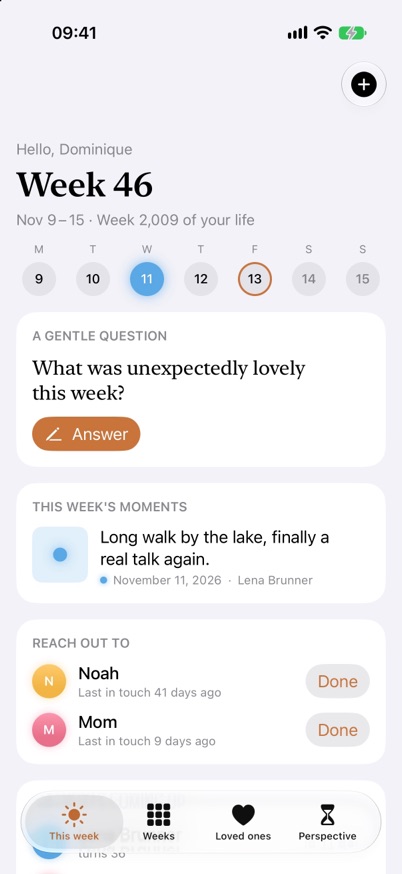 09:41
Hello, Dominique
Week 46
Nov 9 – 15 · Week 2,009 of your life
M T W T F S S
9 10 11 12 13 14 15
A GENTLE QUESTION
What was unexpectedly lovely
this week?
Answer
THIS WEEK'S MOMENTS
Long walk by the lake, finally a
real talk again.
November 11, 2026 · Lena Brunner
REACH OUT TO
N
Noah
Last in touch 41 days ago
Done
M
Mom
Last in touch 9 days ago
Done
turns 36
This week
Weeks
Loved ones
Perspective